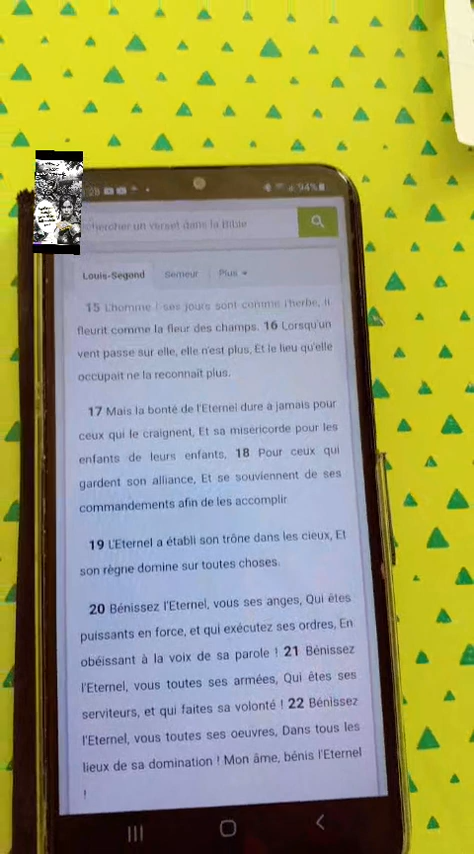 :28 94%
chercher un verset dans la Bible
Louis-Segond Semeur Plus
15 L'homme ! ses jours sont comme l'herbe, Il
fleurit comme la fleur des champs. 16 Lorsqu'un
vent passe sur elle, elle n'est plus, Et le lieu qu'elle
occupait ne la reconnaît plus.
17 Mais la bonté de l'Eternel dure à jamais pour
ceux qui le craignent, Et sa miséricorde pour les
enfants de leurs enfants, 18 Pour ceux qui
gardent son alliance, Et se souviennent de ses
commandements afin de les accomplir.
19 L'Eternel a établi son trône dans les cieux, Et
son règne domine sur toutes choses.
20 Bénissez l'Eternel, vous ses anges, Qui êtes
puissants en force, et qui exécutez ses ordres, En
obéissant à la voix de sa parole ! 21 Bénissez
l'Eternel, vous toutes ses armées, Qui êtes ses
serviteurs, et qui faites sa volonté ! 22 Bénissez
l'Eternel, vous toutes ses oeuvres, Dans tous les
lieux de sa domination ! Mon âme, bénis l'Eternel
!